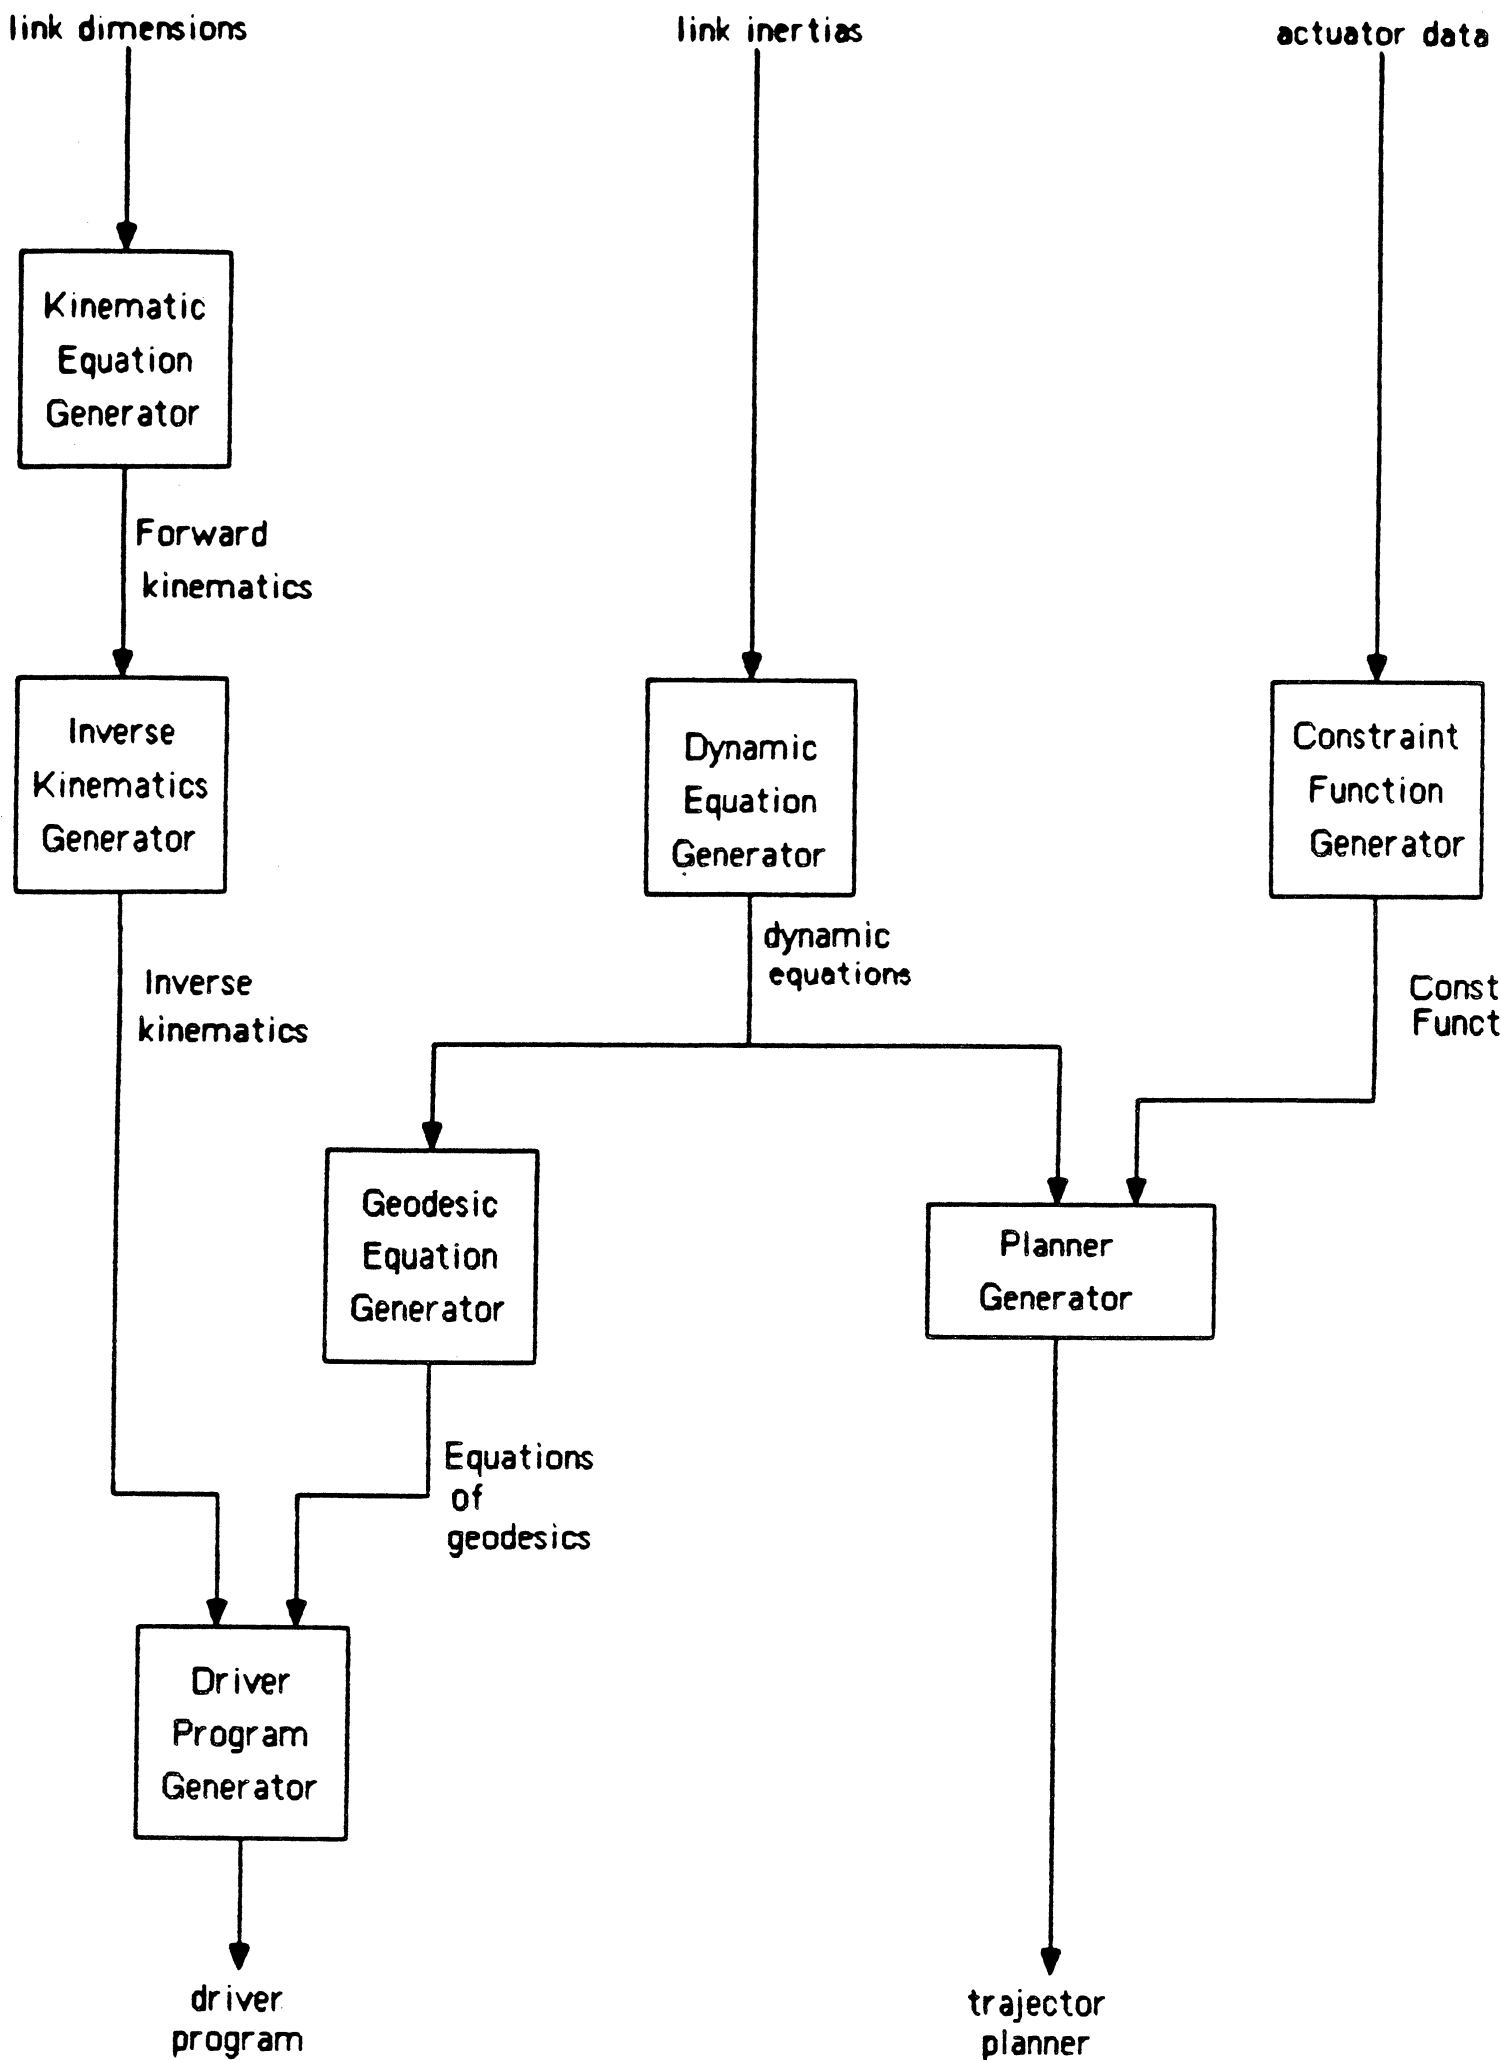 link dimensions
link inertias
actuator data
Kinematic
Equation
Generator
Forward
kinematics
Inverse
Kinematics
Generator
Dynamic
Equation
Generator
Constraint
Function
Generator
dynamic
equations
Inverse
kinematics
Const
Funct
Geodesic
Equation
Generator
Planner
Generator
Equations
of
geodesics
Driver
Program
Generator
driver
program
trajector
planner